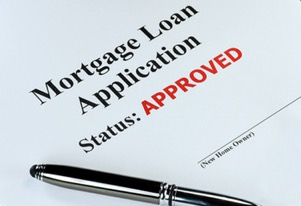 Mortgage Loan
Application
Status: APPROVED
(New Home Owner)